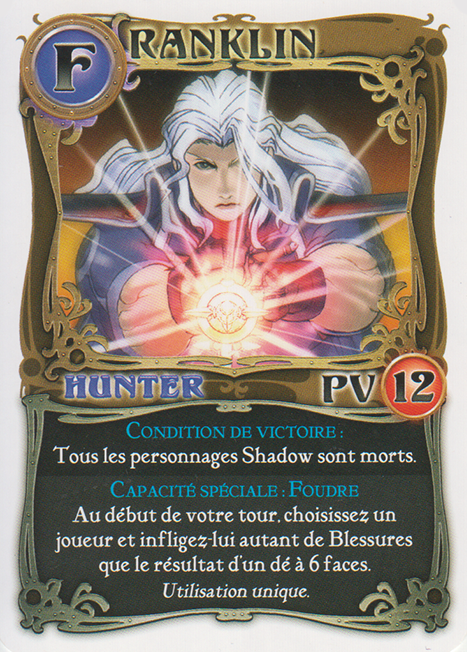 FRANKLIN
HUNTER PV 12
CONDITION DE VICTOIRE :
Tous les personnages Shadow sont morts.
CAPACITÉ SPÉCIALE : FOUDRE
Au début de votre tour, choisissez un
joueur et infligez-lui autant de Blessures
que le résultat d'un dé à 6 faces.
Utilisation unique.